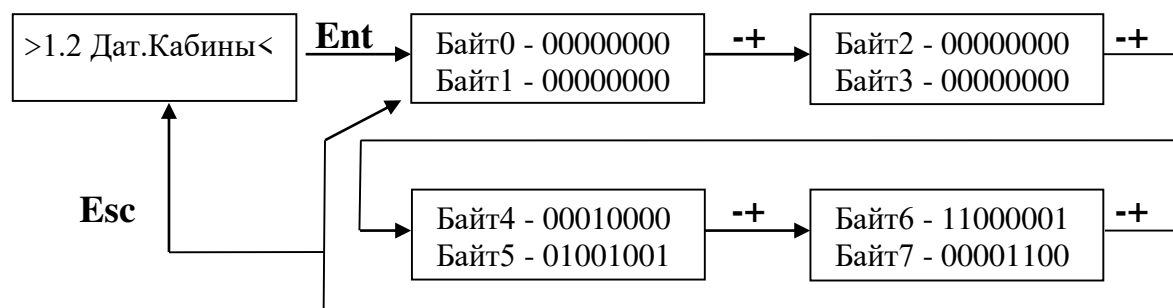 >1.2 Дат.Кабины<
Ent
Байт0 - 00000000
Байт1 - 00000000
-+
Байт2 - 00000000
Байт3 - 00000000
-+
Esc
Байт4 - 00010000
Байт5 - 01001001
-+
Байт6 - 11000001
Байт7 - 00001100
-+